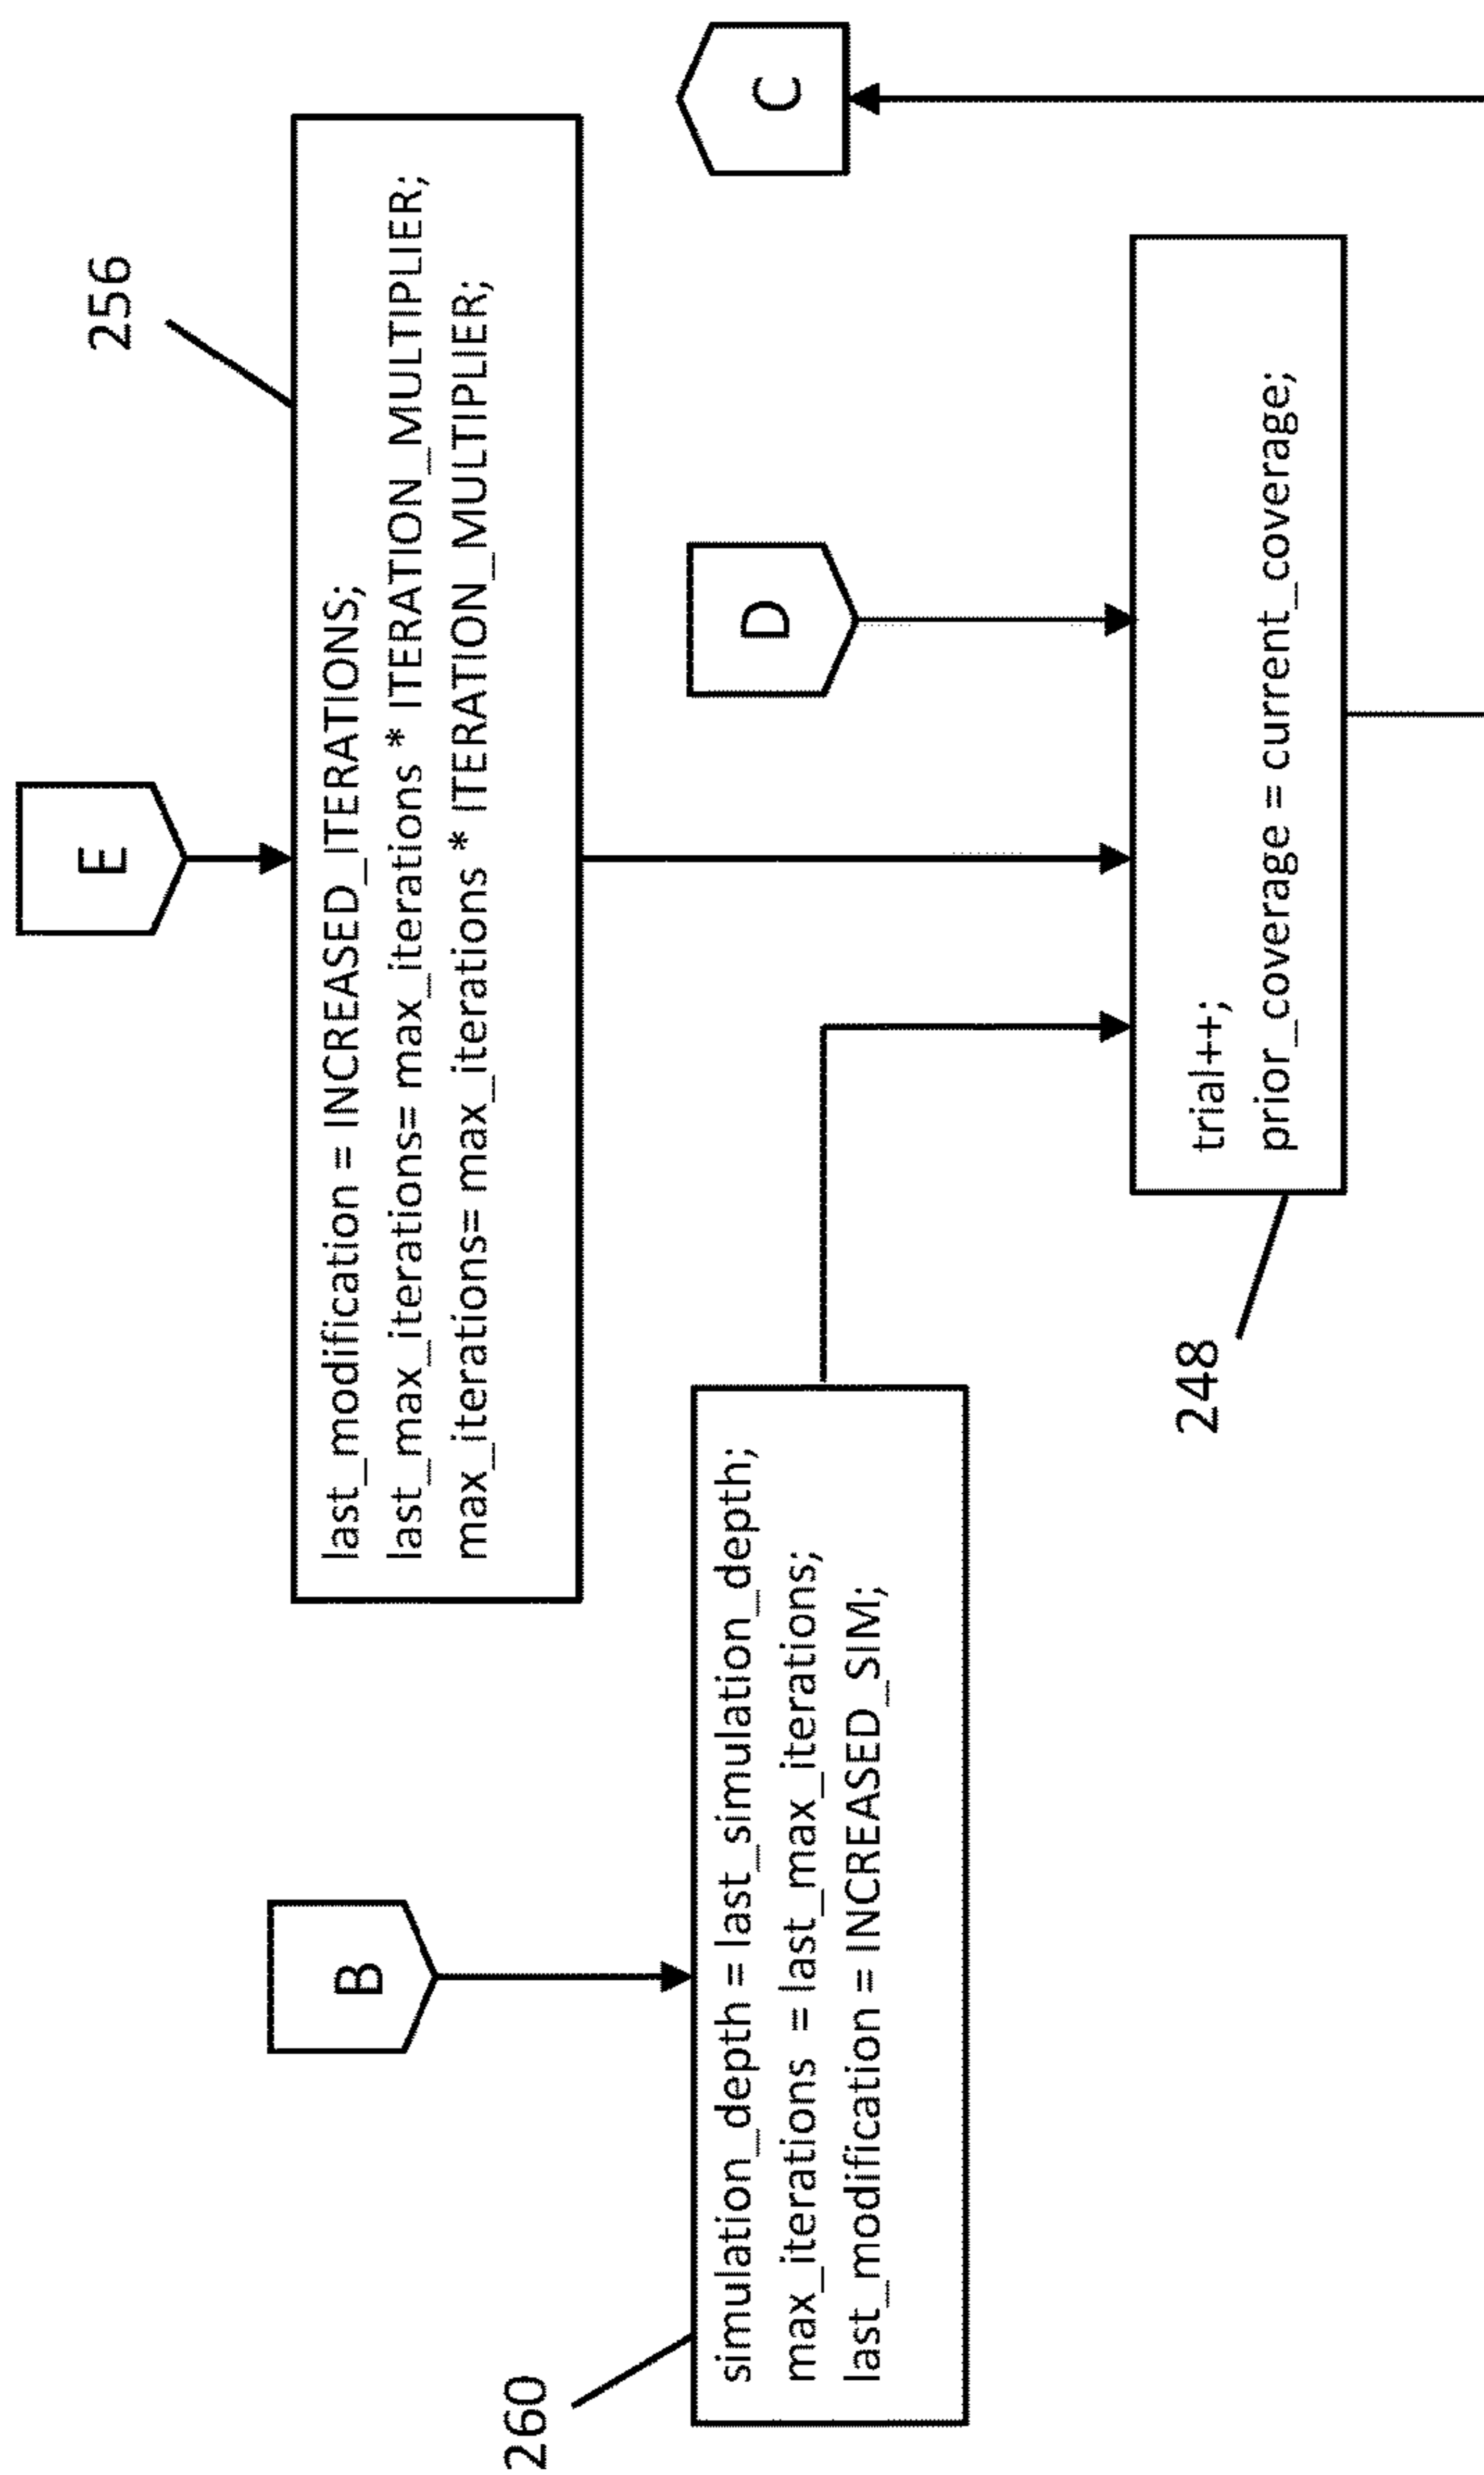 E
256
last_modification = INCREASED_ITERATIONS;
last_max_iterations= max_iterations * ITERATION_MULTIPLIER;
max_iterations= max_iterations * ITERATION_MULTIPLIER;
B
260
simulation_depth = last_simulation_depth;
max_iterations = last_max_iterations;
last_modification = INCREASED_SIM;
D
C
248
trial++;
prior_coverage = current_coverage;